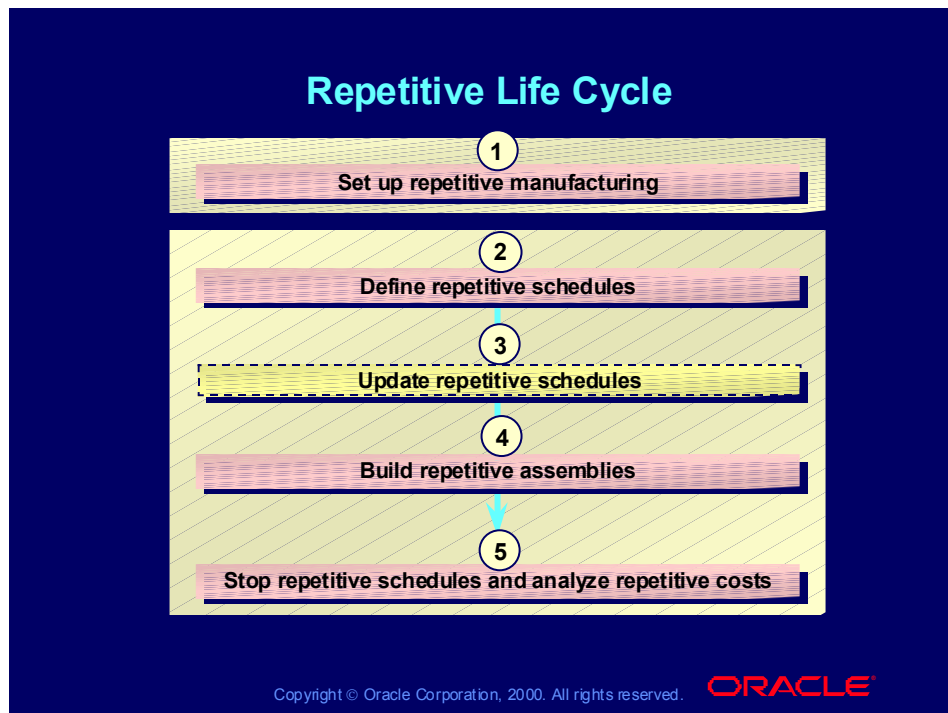 Repetitive Life Cycle
1
Set up repetitive manufacturing
2
Define repetitive schedules
3
Update repetitive schedules
4
Build repetitive assemblies
5
Stop repetitive schedules and analyze repetitive costs
Copyright © Oracle Corporation, 2000. All rights reserved.
ORACLE®